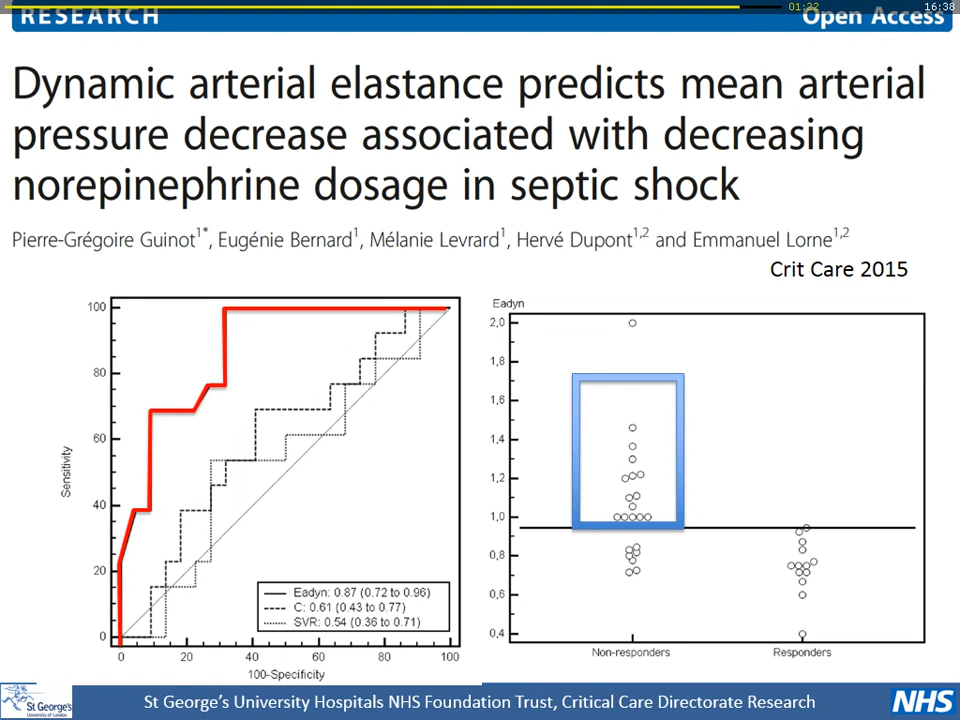 RESEARCH
Open Access
01:22
16:38
Dynamic arterial elastance predicts mean arterial
pressure decrease associated with decreasing
norepinephrine dosage in septic shock
Pierre-Grégoire Guinot1*, Eugénie Bernard1, Mélanie Levrard1, Hervé Dupont1,2 and Emmanuel Lorne1,2
Crit Care 2015
100
80
60
40
20
0
Sensitivity
0 20 40 60 80 100
100-Specificity
Eadyn: 0.87 (0.72 to 0.96)
C: 0.61 (0.43 to 0.77)
SVR: 0.54 (0.36 to 0.71)
Eadyn
2,0
1,8
1,6
1,4
1,2
1,0
0,8
0,6
0,4
Non-responders
Responders
St George's
University of London
St George's University Hospitals NHS Foundation Trust, Critical Care Directorate Research
NHS